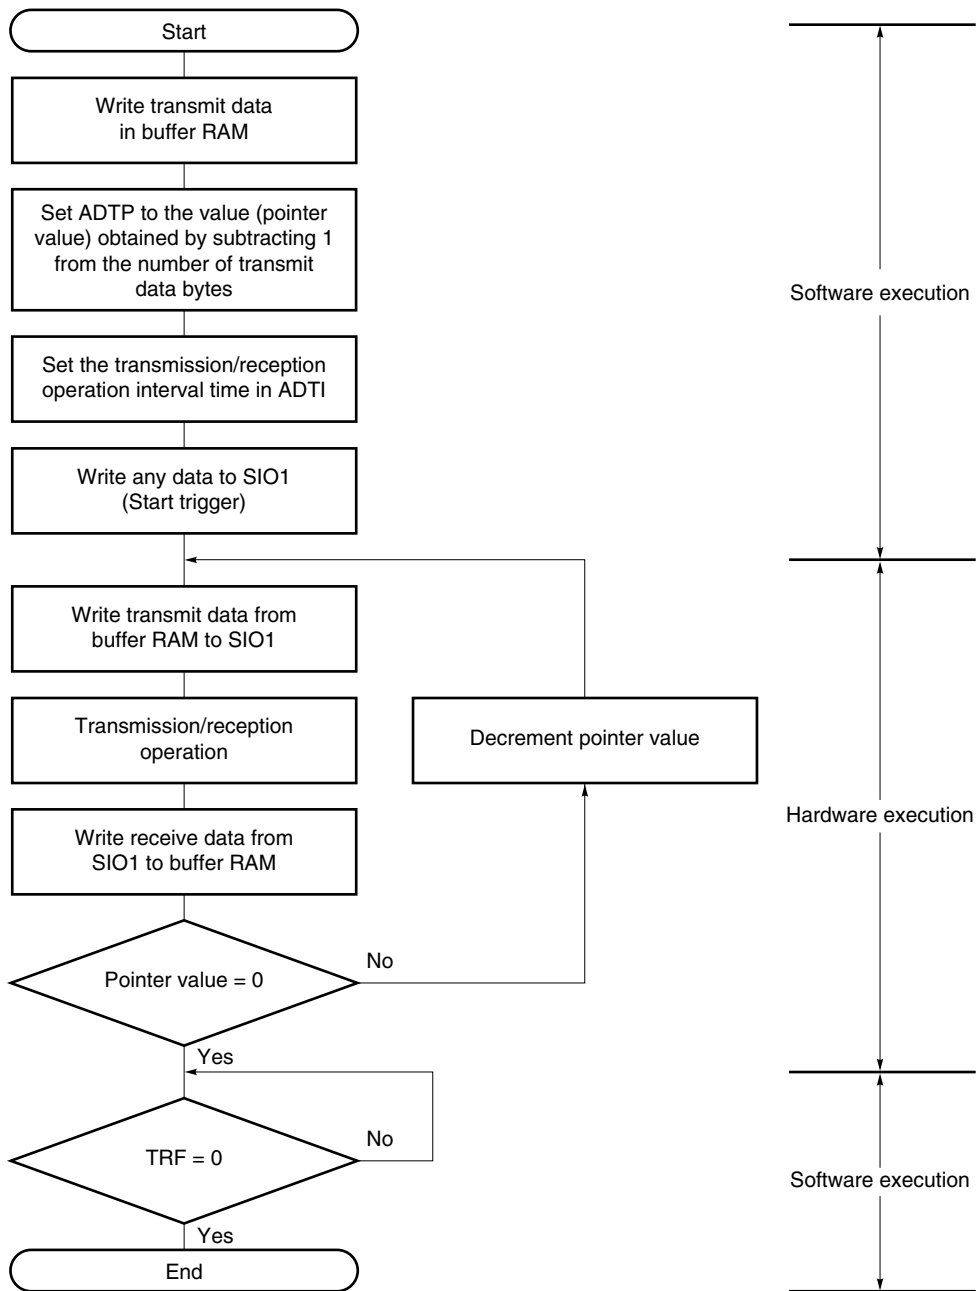 Start
Write transmit data
in buffer RAM
Set ADTP to the value (pointer
value) obtained by subtracting 1
from the number of transmit
data bytes
Software execution
Set the transmission/reception
operation interval time in ADTI
Write any data to SIO1
(Start trigger)
Write transmit data from
buffer RAM to SIO1
Transmission/reception
operation
Decrement pointer value
Hardware execution
Write receive data from
SIO1 to buffer RAM
No
Pointer value = 0
Yes
No
TRF = 0
Software execution
Yes
End